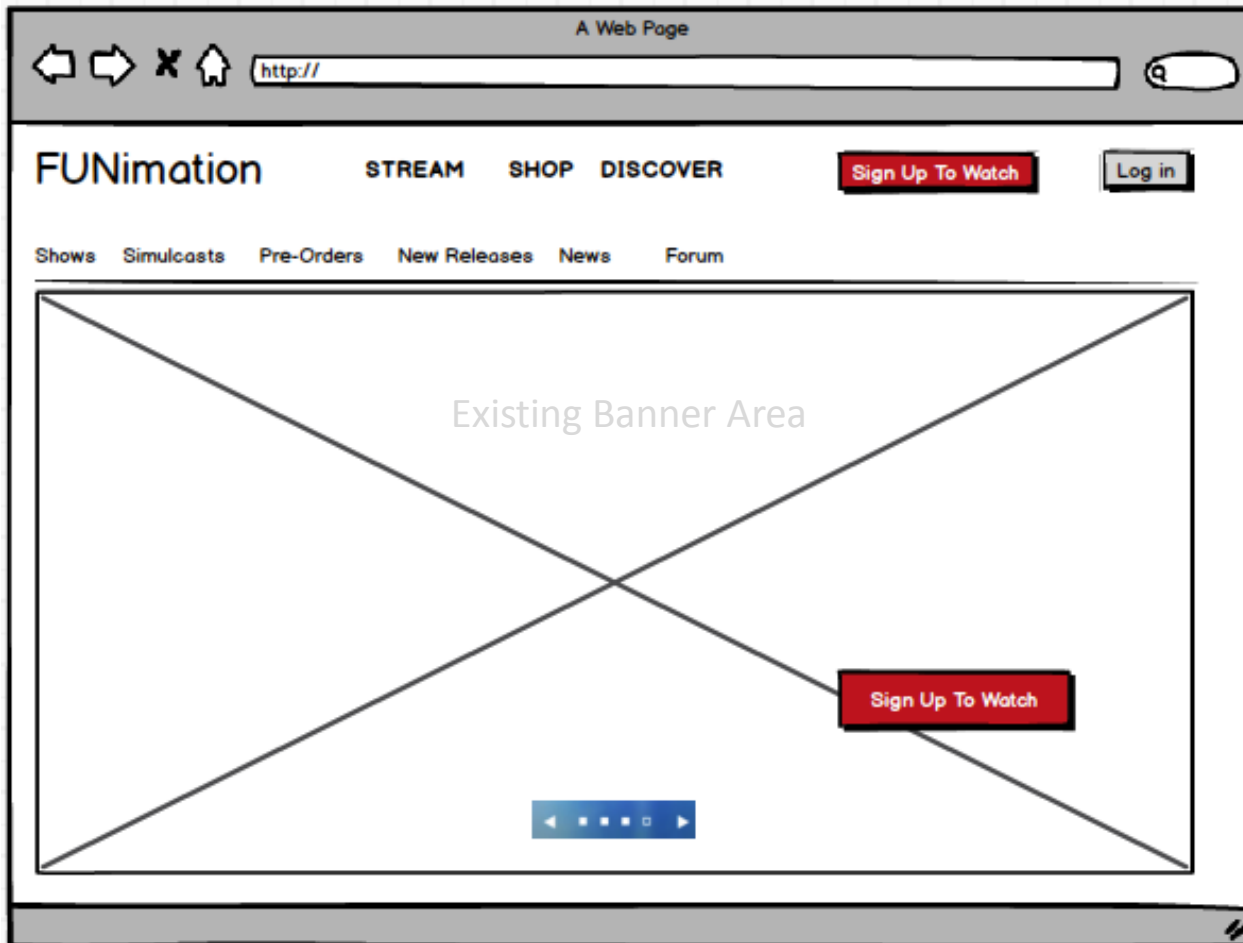 A Web Page
http://
FUNimation STREAM SHOP DISCOVER Sign Up To Watch Log in
Shows Simulcasts Pre-Orders New Releases News Forum
Existing Banner Area
Sign Up To Watch